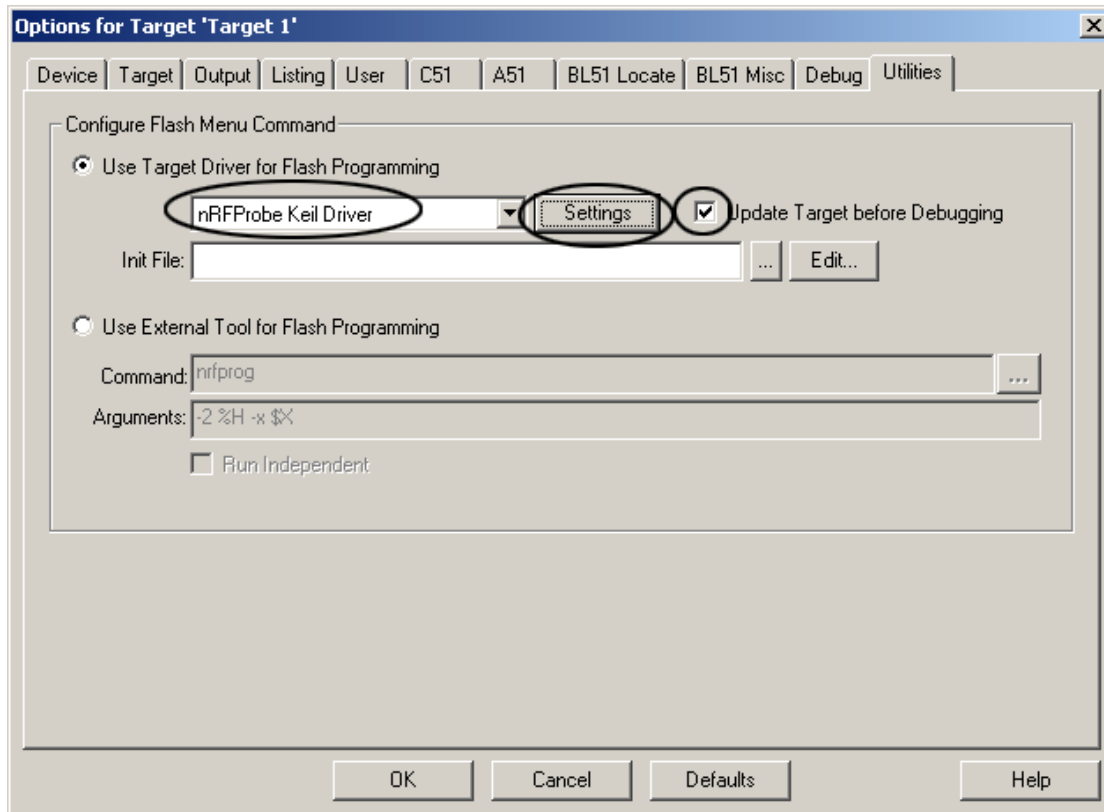 Options for Target 'Target 1'
Device Target Output Listing User C51 A51 BL51 Locate BL51 Misc Debug Utilities
Configure Flash Menu Command
Use Target Driver for Flash Programming
nRFProbe Keil Driver Settings Update Target before Debugging
Init File: ... Edit...
Use External Tool for Flash Programming
Command: nrfprog ...
Arguments: -2 %H -x $X
Run Independent
OK Cancel Defaults Help